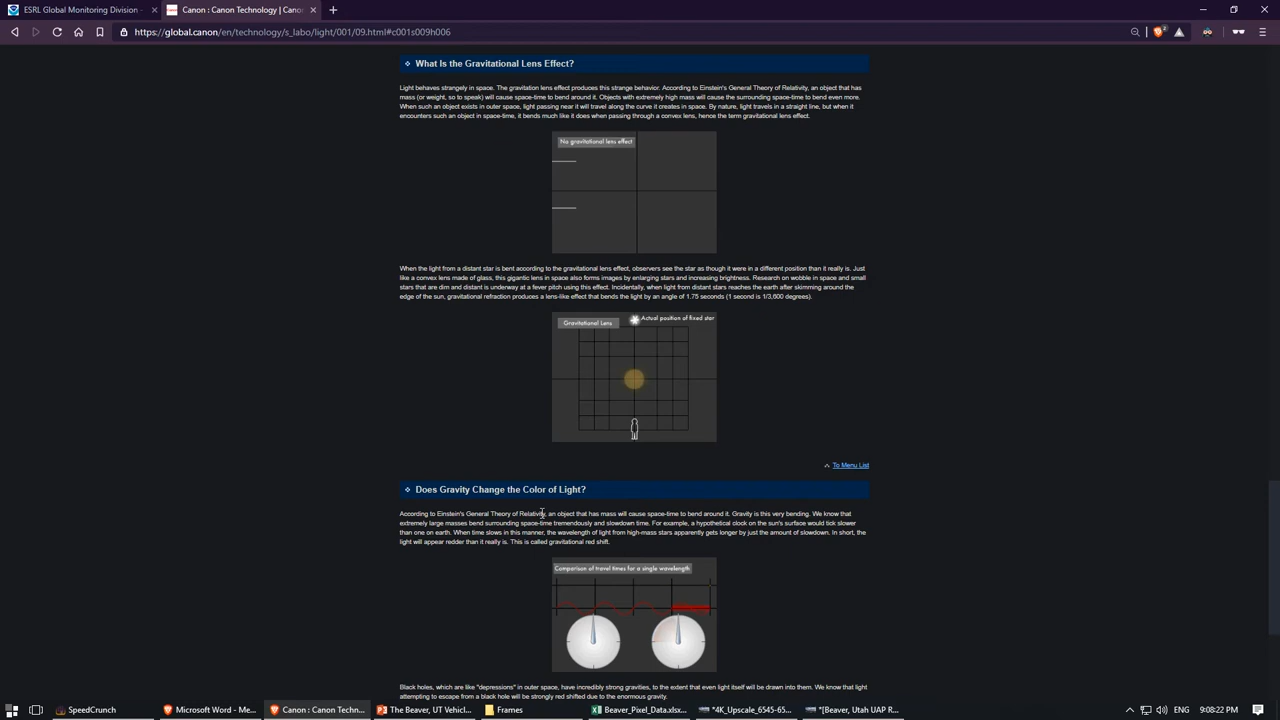 ESRL Global Monitoring Division -
Canon : Canon Technology | Cano
https://global.canon/en/technology/s_labo/light/001/09.html#c001s009h006
2
What Is the Gravitational Lens Effect?
Light behaves strangely in space. The gravitation lens effect produces this strange behavior. According to Einstein's General Theory of Relativity, an object that has
mass (or weight, so to speak) will cause space-time to bend around it. Objects with extremely high mass will cause the surrounding space-time to bend even more.
When such an object exists in outer space, light passing near it will travel along the curve it creates in space. By nature, light travels in a straight line, but when it
encounters such an object in space-time, it bends much like it does when passing through a convex lens, hence the term gravitational lens effect.
No gravitational lens effect
When the light from a distant star is bent according to the gravitational lens effect, observers see the star as though it were in a different position than it really is. Just
like a convex lens made of glass, this gigantic lens in space also forms images by enlarging stars and increasing brightness. Research on wobble in space and small
stars that are dim and distant is underway at a fever pitch using this effect. Incidentally, when light from distant stars reaches the earth after skimming around the
edge of the sun, gravitational refraction produces a lens-like effect that bends the light by an angle of 1.75 seconds (1 second is 1/3,600 degrees).
Gravitational Lens
Actual position of fixed star
To Menu List
Does Gravity Change the Color of Light?
According to Einstein's General Theory of Relativity, an object that has mass will cause space-time to bend around it. Gravity is this very bending. We know that
extremely large masses bend surrounding space-time tremendously and slowdown time. For example, a hypothetical clock on the sun's surface would tick slower
than one on earth. When time slows in this manner, the wavelength of light from high-mass stars apparently gets longer by just the amount of slowdown. In short, the
light will appear redder than it really is. This is called gravitational red shift.
Comparison of travel times for a single wavelength
Black holes, which are like "depressions" in outer space, have incredibly strong gravities, to the extent that even light itself will be drawn into them. We know that light
attempting to escape from a black hole will be strongly red shifted due to the enormous gravity.
SpeedCrunch
Microsoft Word - Me...
Canon : Canon Techn...
The Beaver, UT Vehicl...
Frames
Beaver_Pixel_Data.xlsx...
*4K_Upscale_6545-65...
*[Beaver, Utah UAP R...
ENG
9:08:22 PM